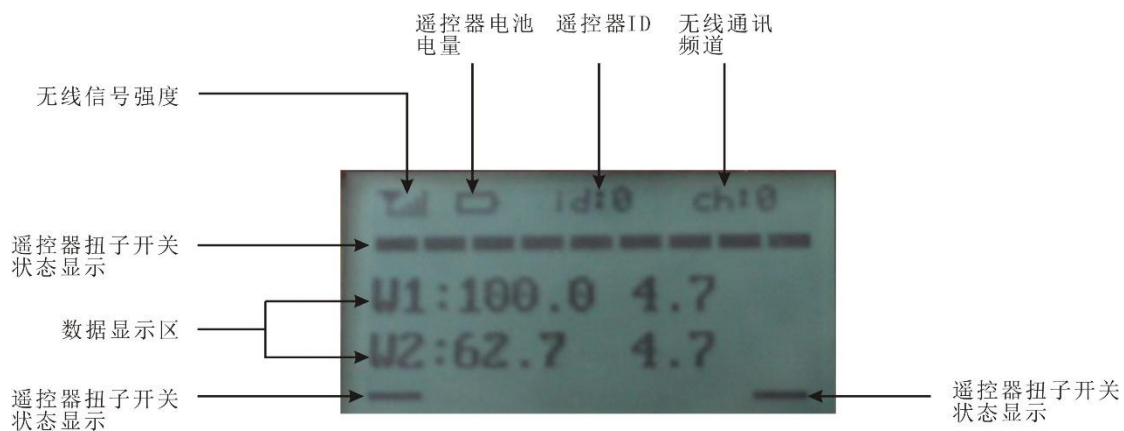 遥控器电池
电量
遥控器ID
无线通讯
频道
无线信号强度
id:0 ch:0
遥控器扭子开关
状态显示
W1:100.0 4.7
数据显示区
W2:62.7 4.7
遥控器扭子开关
状态显示
遥控器扭子开关
状态显示